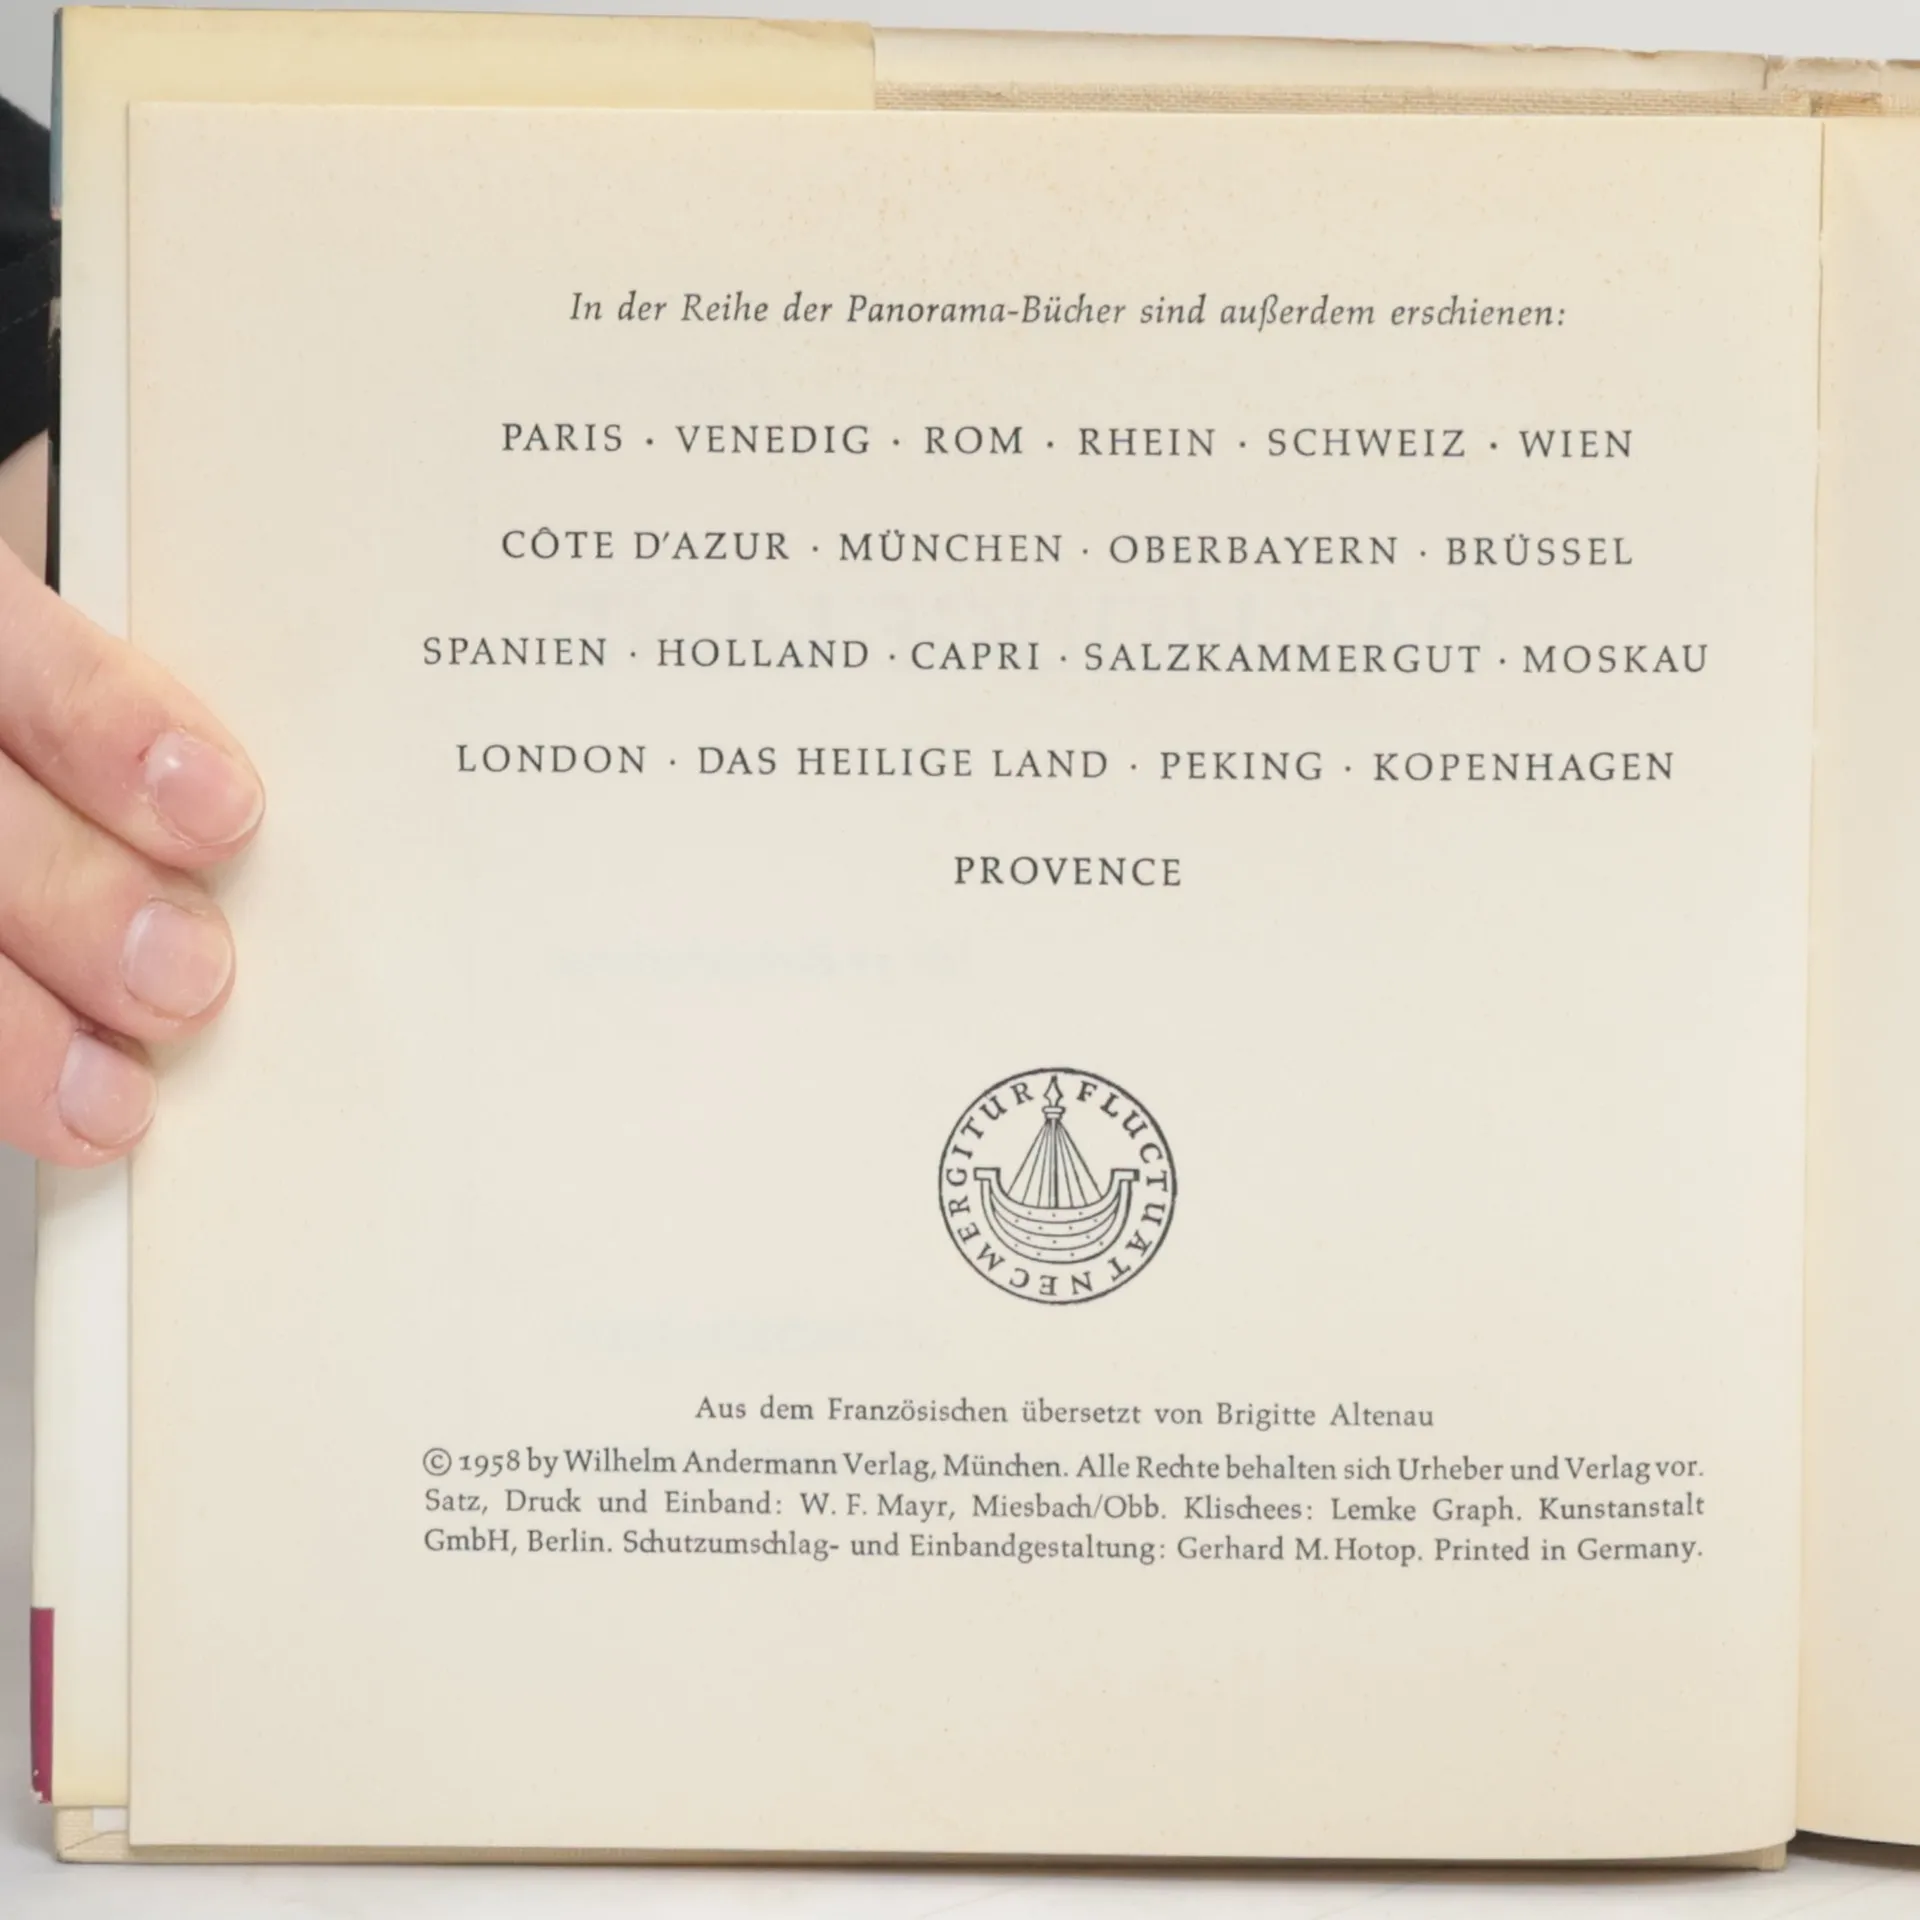 In der Reihe der Panorama-Bücher sind außerdem erschienen:
PARIS · VENEDIG · ROM · RHEIN · SCHWEIZ · WIEN
CÔTE D'AZUR · MÜNCHEN · OBERBAYERN · BRÜSSEL
SPANIEN · HOLLAND · CAPRI · SALZKAMMERGUT · MOSKAU
LONDON · DAS HEILIGE LAND · PEKING · KOPENHAGEN
PROVENCE
FLUCTUAT NEC MERGITUR
Aus dem Französischen übersetzt von Brigitte Altenau
© 1958 by Wilhelm Andermann Verlag, München. Alle Rechte behalten sich Urheber und Verlag vor.
Satz, Druck und Einband: W. F. Mayr, Miesbach/Obb. Klischees: Lemke Graph. Kunstanstalt
GmbH, Berlin. Schutzumschlag- und Einbandgestaltung: Gerhard M. Hotop. Printed in Germany.